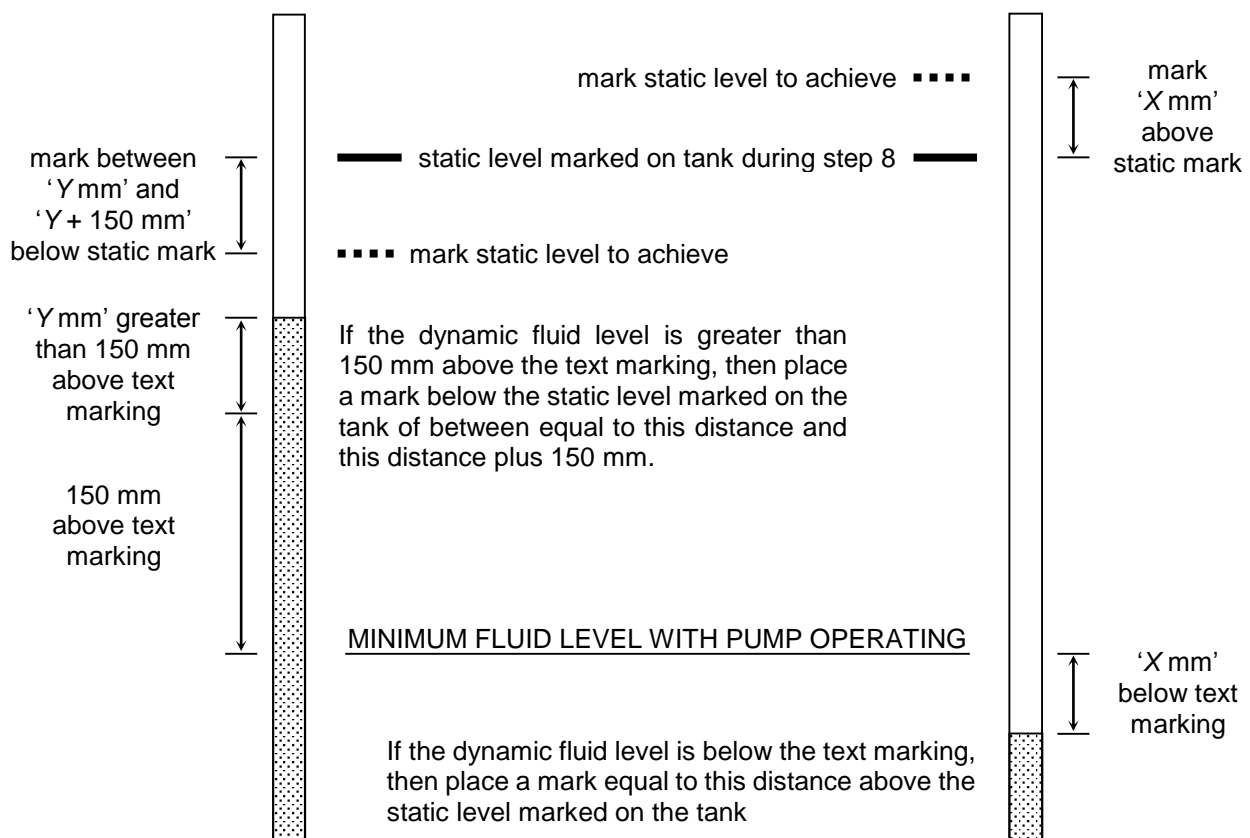 mark static level to achieve
mark
‘X mm’
above
static mark
mark between
‘Y mm’ and
‘Y + 150 mm’
below static mark
static level marked on tank during step 8
mark static level to achieve
‘Y mm’ greater
than 150 mm
above text
marking
If the dynamic fluid level is greater than
150 mm above the text marking, then place
a mark below the static level marked on the
tank of between equal to this distance and
this distance plus 150 mm.
150 mm
above text
marking
MINIMUM FLUID LEVEL WITH PUMP OPERATING
‘X mm’
below text
marking
If the dynamic fluid level is below the text marking,
then place a mark equal to this distance above the
static level marked on the tank